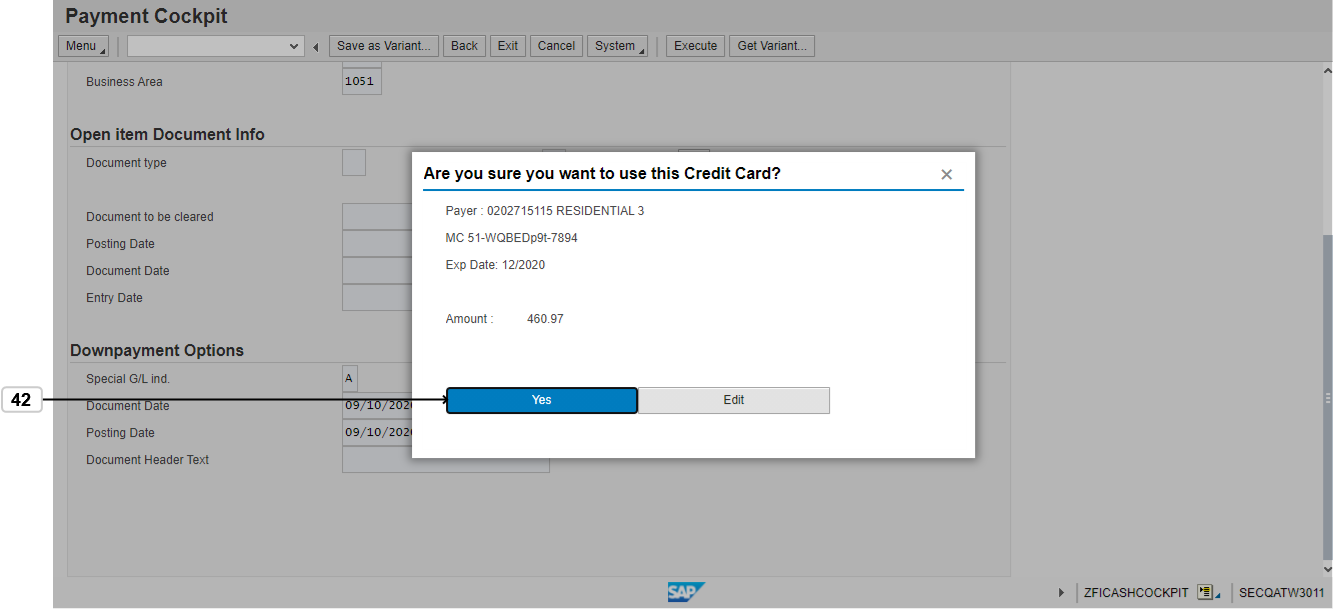 Payment Cockpit
Menu Save as Variant... Back Exit Cancel System Execute Get Variant...
Business Area 1051
Open item Document Info
Document type
Document to be cleared
Posting Date
Document Date
Entry Date
Downpayment Options
Special G/L ind. A
Document Date 09/10/2020
Posting Date 09/10/2020
Document Header Text
Are you sure you want to use this Credit Card?
Payer : 0202715115 RESIDENTIAL 3
MC 51-WQBEDp9t-7894
Exp Date: 12/2020
Amount : 460.97
Yes Edit
42
SAP
ZFICASHCOCKPIT SECQATW3011